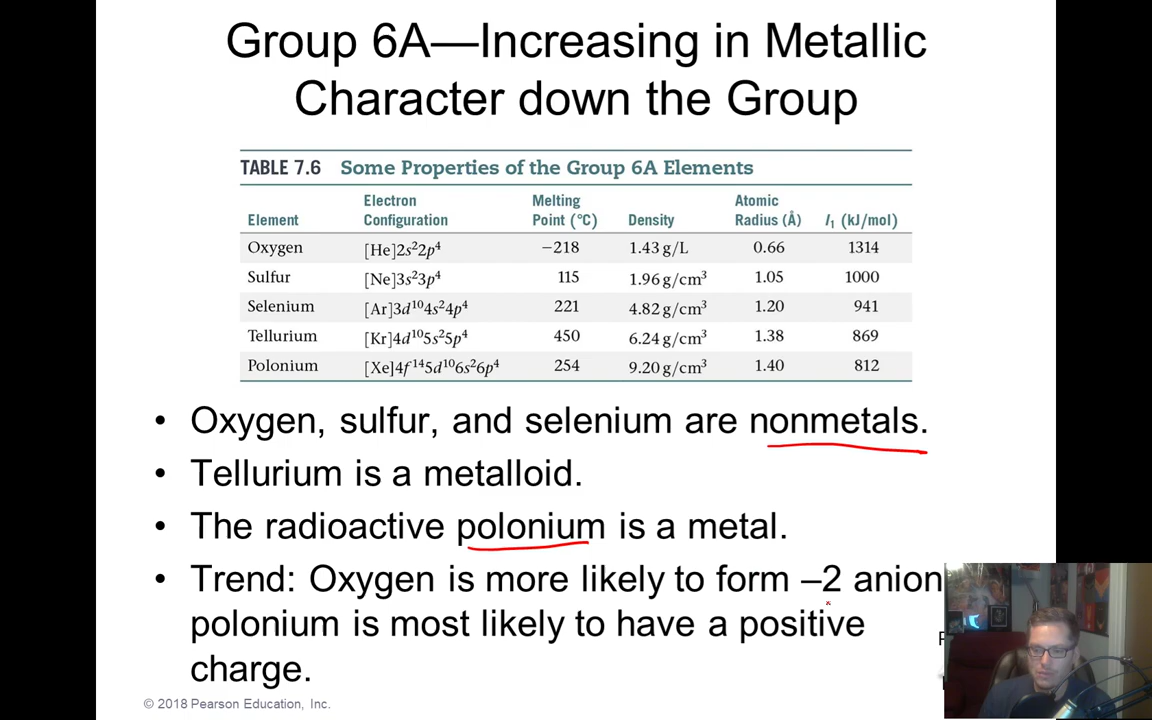 Group 6A—Increasing in Metallic
Character down the Group
TABLE 7.6 Some Properties of the Group 6A Elements
Element Electron Configuration Melting Point (°C) Density Atomic Radius (Å) I₁ (kJ/mol)
Oxygen [He]2s²2p⁴ −218 1.43 g/L 0.66 1314
Sulfur [Ne]3s²3p⁴ 115 1.96 g/cm³ 1.05 1000
Selenium [Ar]3d¹⁰4s²4p⁴ 221 4.82 g/cm³ 1.20 941
Tellurium [Kr]4d¹⁰5s²5p⁴ 450 6.24 g/cm³ 1.38 869
Polonium [Xe]4f¹⁴5d¹⁰6s²6p⁴ 254 9.20 g/cm³ 1.40 812
• Oxygen, sulfur, and selenium are nonmetals.
• Tellurium is a metalloid.
• The radioactive polonium is a metal.
• Trend: Oxygen is more likely to form –2 anion
polonium is most likely to have a positive
charge.
© 2018 Pearson Education, Inc.